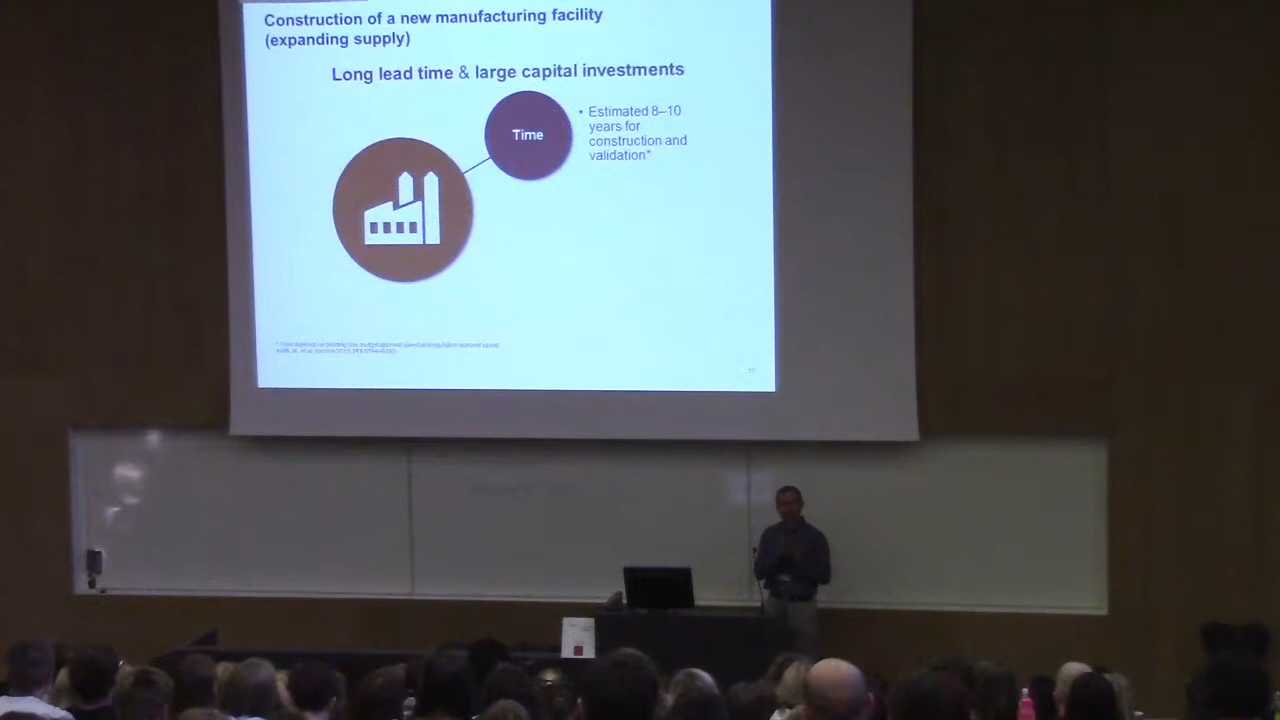 Construction of a new manufacturing facility
(expanding supply)
Long lead time & large capital investments
Time
• Estimated 8–10
years for
construction and
validation*